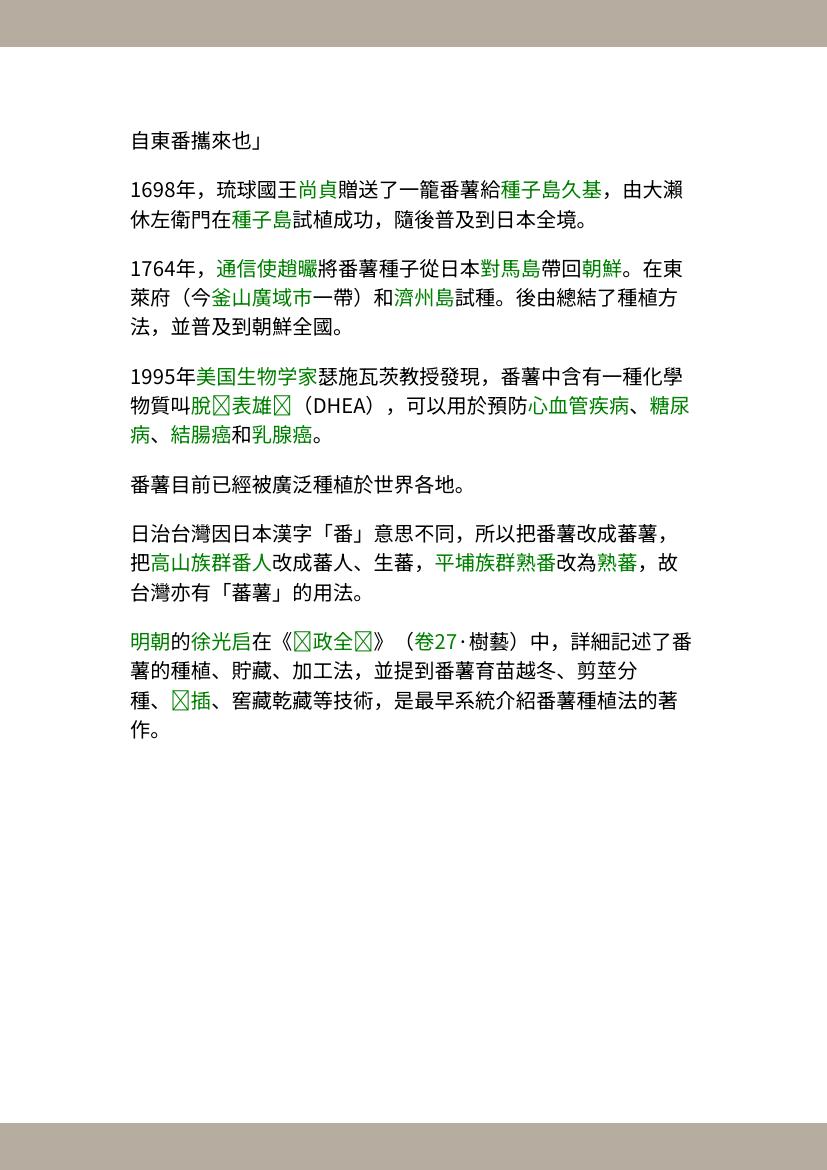 自東番攜來也」
1698年，琉球國王尚貞贈送了一籠番薯給種子島久基，由大瀨
休左衛門在種子島試植成功，隨後普及到日本全境。
1764年，通信使趙曮將番薯種子從日本對馬島帶回朝鮮。在東
萊府（今釜山廣域市一帶）和濟州島試種。後由總結了種植方
法，並普及到朝鮮全國。
1995年美国生物学家瑟施瓦茨教授發現，番薯中含有一種化學
物質叫脫表雄（DHEA），可以用於預防心血管疾病、糖尿
病、結腸癌和乳腺癌。
番薯目前已經被廣泛種植於世界各地。
日治台灣因日本漢字「番」意思不同，所以把番薯改成蕃薯，
把高山族群番人改成蕃人、生蕃，平埔族群熟番改為熟蕃，故
台灣亦有「蕃薯」的用法。
明朝的徐光启在《政全》（卷27·樹藝）中，詳細記述了番
薯的種植、貯藏、加工法，並提到番薯育苗越冬、剪莖分
種、插、窖藏乾藏等技術，是最早系統介紹番薯種植法的著
作。